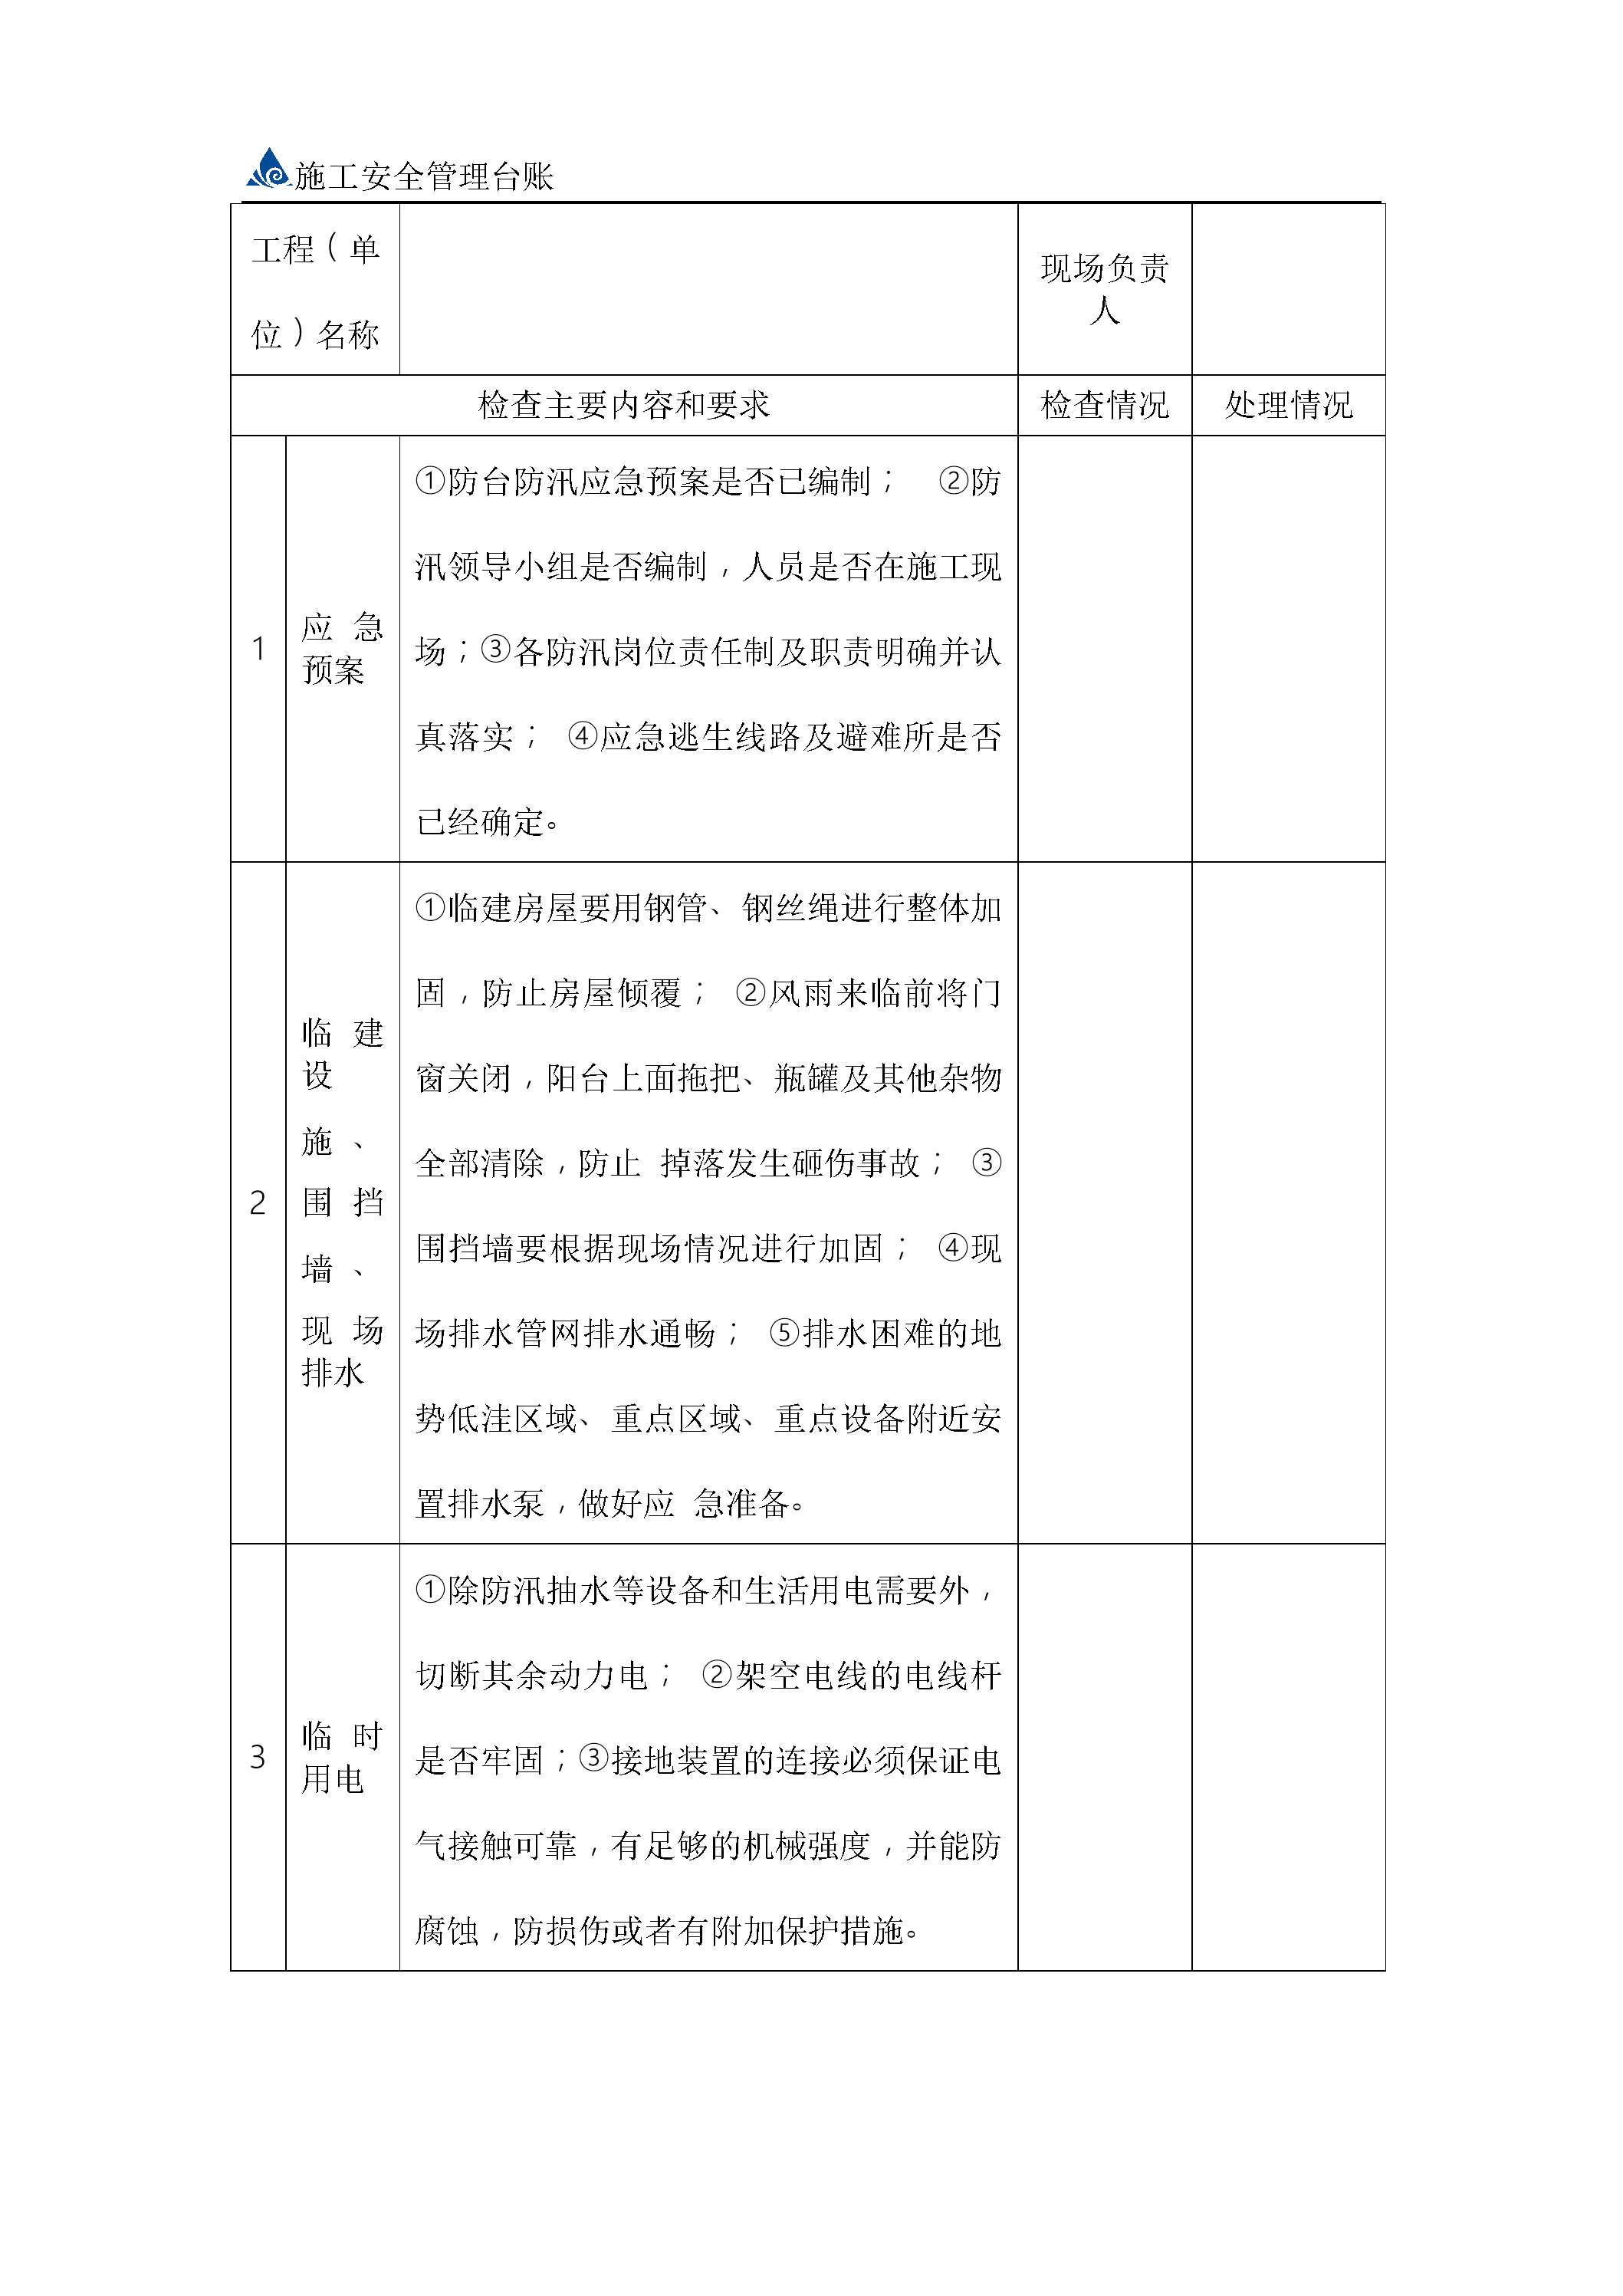 施工安全管理台账
工程（单
位）名称
现场负责
人
检查主要内容和要求
检查情况
处理情况
1
应 急
预案
①防台防汛应急预案是否已编制； ②防
汛领导小组是否编制，人员是否在施工现
场；③各防汛岗位责任制及职责明确并认
真落实； ④应急逃生线路及避难所是否
已经确定。
2
临 建
设
施 、
围 挡
墙 、
现 场
排水
①临建房屋要用钢管、钢丝绳进行整体加
固，防止房屋倾覆； ②风雨来临前将门
窗关闭，阳台上面拖把、瓶罐及其他杂物
全部清除，防止 掉落发生砸伤事故； ③
围挡墙要根据现场情况进行加固； ④现
场排水管网排水通畅； ⑤排水困难的地
势低洼区域、重点区域、重点设备附近安
置排水泵，做好应 急准备。
3
临 时
用电
①除防汛抽水等设备和生活用电需要外，
切断其余动力电； ②架空电线的电线杆
是否牢固；③接地装置的连接必须保证电
气接触可靠，有足够的机械强度，并能防
腐蚀，防损伤或者有附加保护措施。